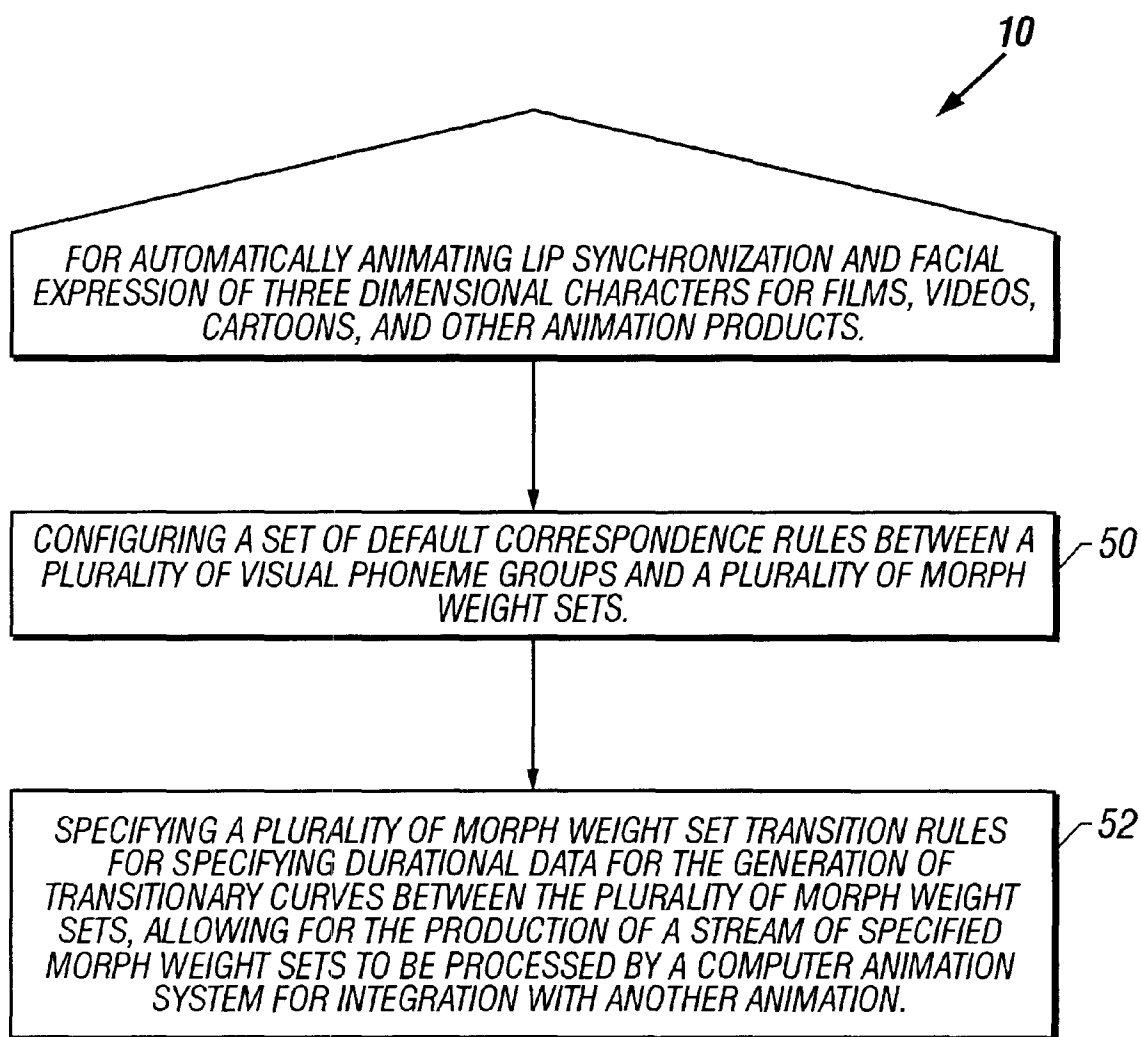 10
FOR AUTOMATICALLY ANIMATING LIP SYNCHRONIZATION AND FACIAL
EXPRESSION OF THREE DIMENSIONAL CHARACTERS FOR FILMS, VIDEOS,
CARTOONS, AND OTHER ANIMATION PRODUCTS.
CONFIGURING A SET OF DEFAULT CORRESPONDENCE RULES BETWEEN A
PLURALITY OF VISUAL PHONEME GROUPS AND A PLURALITY OF MORPH
WEIGHT SETS.
50
SPECIFYING A PLURALITY OF MORPH WEIGHT SET TRANSITION RULES
FOR SPECIFYING DURATIONAL DATA FOR THE GENERATION OF
TRANSITIONARY CURVES BETWEEN THE PLURALITY OF MORPH WEIGHT
SETS, ALLOWING FOR THE PRODUCTION OF A STREAM OF SPECIFIED
MORPH WEIGHT SETS TO BE PROCESSED BY A COMPUTER ANIMATION
SYSTEM FOR INTEGRATION WITH ANOTHER ANIMATION.
52